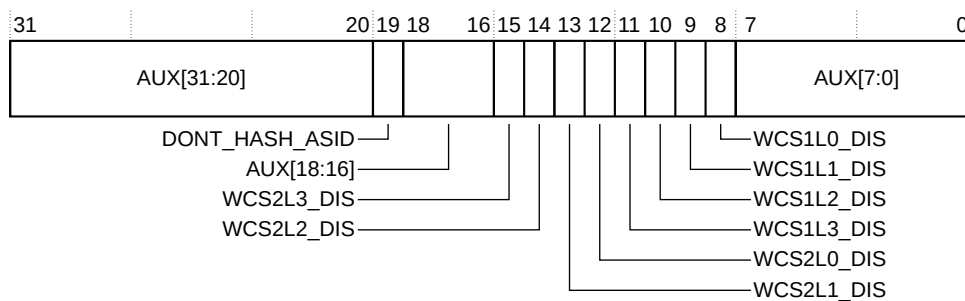 31 20 19 18 16 15 14 13 12 11 10 9 8 7 0
AUX[31:20] AUX[7:0]
DONT_HASH_ASID WCS1L0_DIS
AUX[18:16] WCS1L1_DIS
WCS2L3_DIS WCS1L2_DIS
WCS2L2_DIS WCS1L3_DIS
WCS2L0_DIS
WCS2L1_DIS